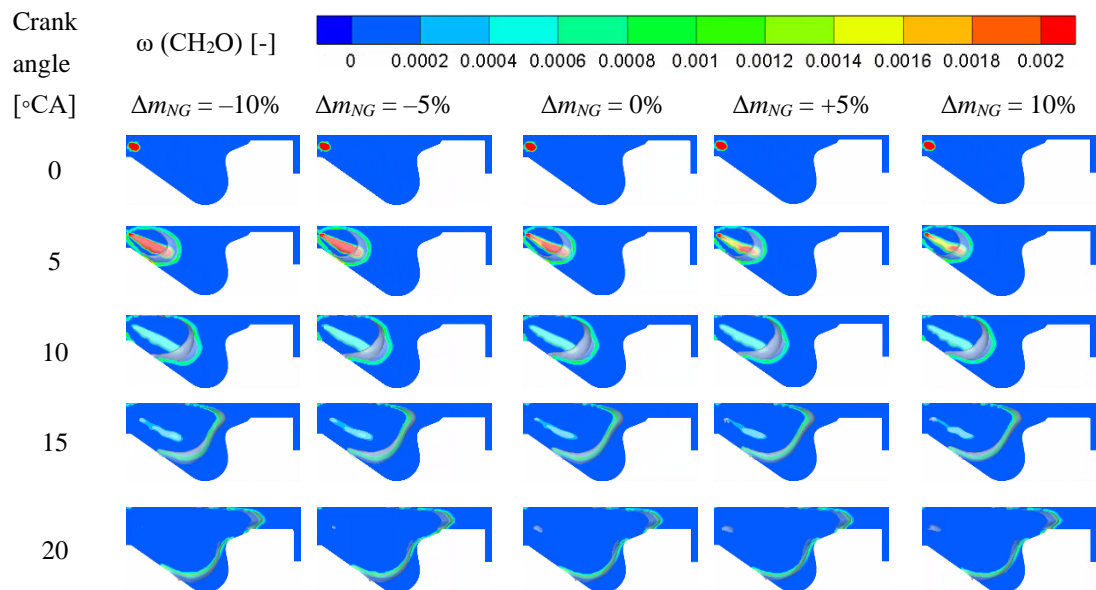 Crank
angle
[◦CA]
ω (CH₂O) [-]
0 0.0002 0.0004 0.0006 0.0008 0.001 0.0012 0.0014 0.0016 0.0018 0.002
Δm_NG = –10% Δm_NG = –5% Δm_NG = 0% Δm_NG = +5% Δm_NG = 10%
0
5
10
15
20